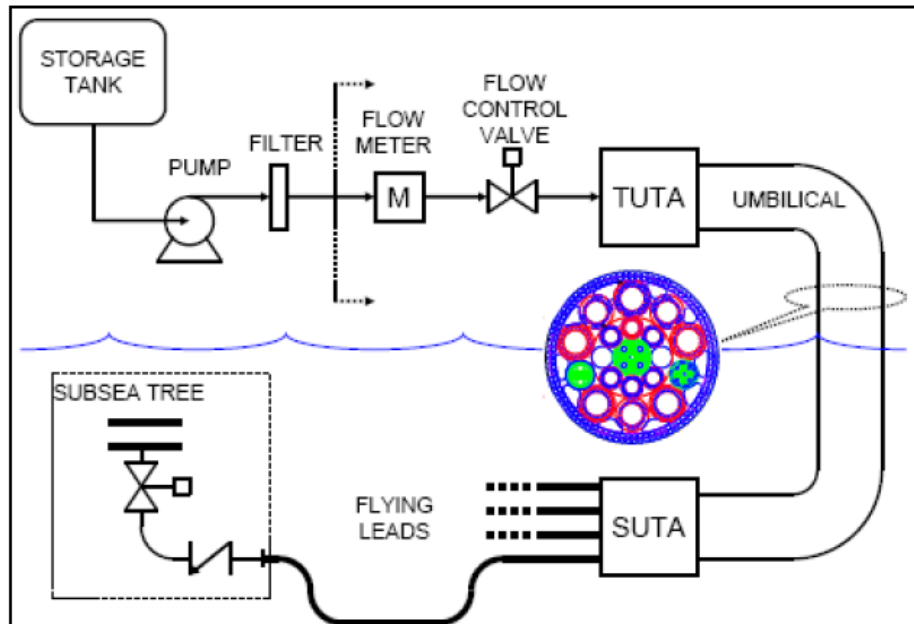 STORAGE
TANK
PUMP
FILTER
FLOW
METER
M
FLOW
CONTROL
VALVE
TUTA
UMBILICAL
SUBSEA TREE
FLYING
LEADS
SUTA